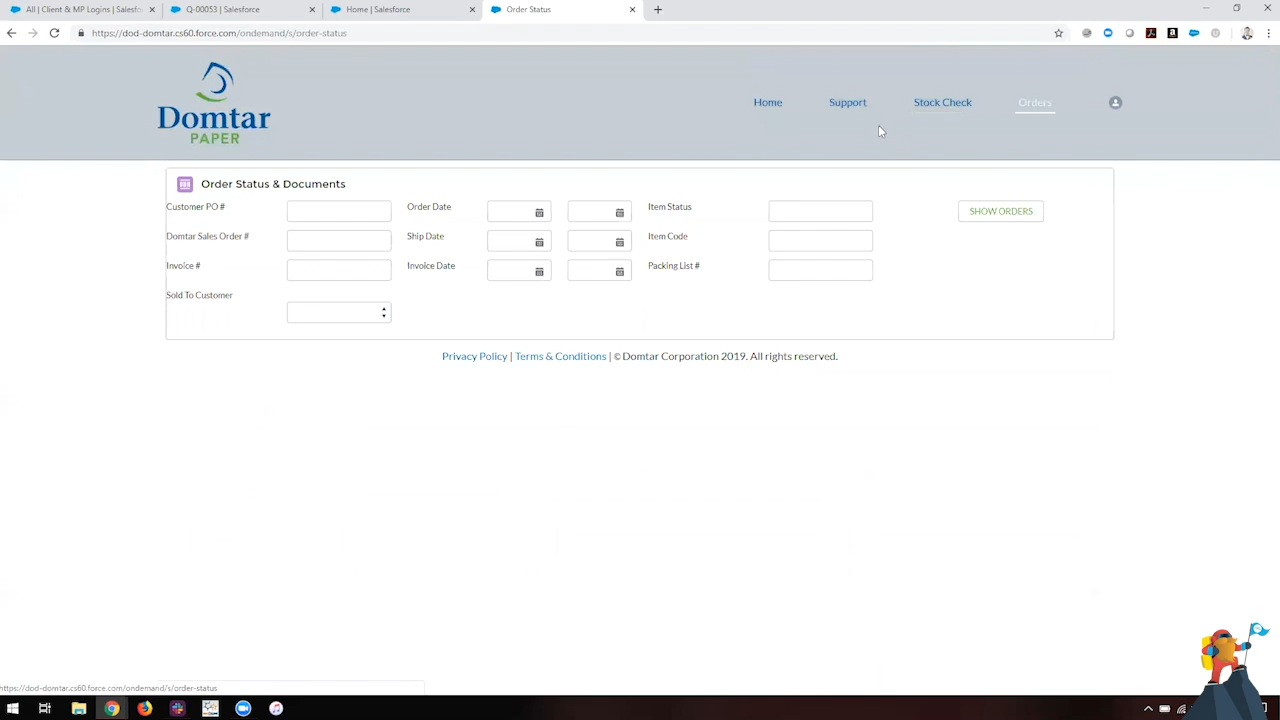 All | Client & MP Logins | Salesfo
Q-00053 | Salesforce
Home | Salesforce
Order Status
https://dod-domtar.cs60.force.com/ondemand/s/order-status
Domtar
PAPER
Home
Support
Stock Check
Orders
Order Status & Documents
Customer PO #
Order Date
Item Status
SHOW ORDERS
Domtar Sales Order #
Ship Date
Item Code
Invoice #
Invoice Date
Packing List #
Sold To Customer
Privacy Policy | Terms & Conditions | © Domtar Corporation 2019. All rights reserved.
https://dod-domtar.cs60.force.com/ondemand/s/order-status